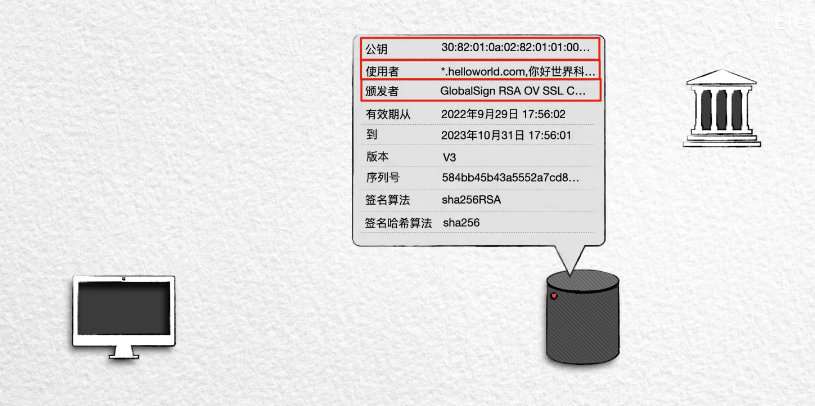 公钥 30:82:01:0a:02:82:01:01:00...
使用者 *.helloworld.com,你好世界科...
颁发者 GlobalSign RSA OV SSL C...
有效期从 2022年9月29日 17:56:02
到 2023年10月31日 17:56:01
版本 V3
序列号 584bb45b43a5552a7cd8...
签名算法 sha256RSA
签名哈希算法 sha256